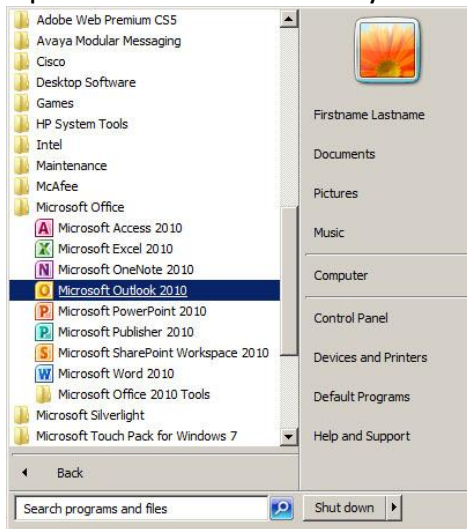 Adobe Web Premium CS5
Avaya Modular Messaging
Cisco
Desktop Software
Games
HP System Tools
Intel
Maintenance
McAfee
Microsoft Office
Microsoft Access 2010
Microsoft Excel 2010
Microsoft OneNote 2010
Microsoft Outlook 2010
Microsoft PowerPoint 2010
Microsoft Publisher 2010
Microsoft SharePoint Workspace 2010
Microsoft Word 2010
Microsoft Office 2010 Tools
Microsoft Silverlight
Microsoft Touch Pack for Windows 7
Back
Search programs and files
Firstname Lastname
Documents
Pictures
Music
Computer
Control Panel
Devices and Printers
Default Programs
Help and Support
Shut down